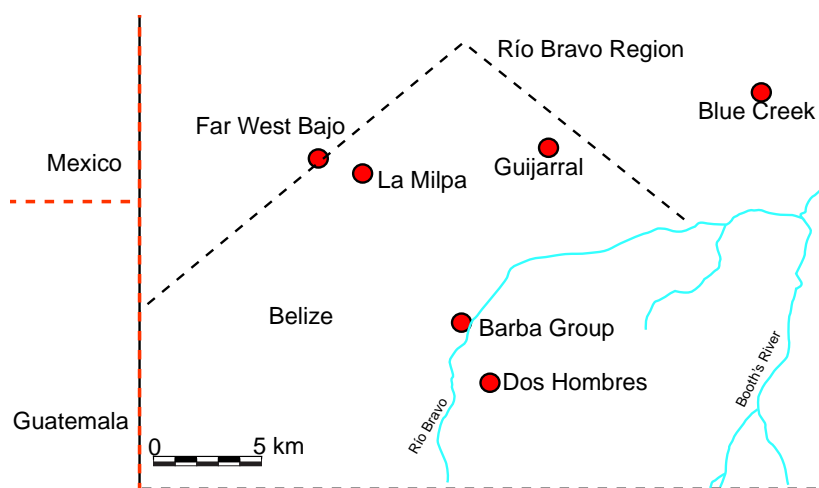 Río Bravo Region
Blue Creek
Far West Bajo
Mexico
Guijarral
La Milpa
Belize
Barba Group
Dos Hombres
Booth's River
Río Bravo
Guatemala
0 5 km